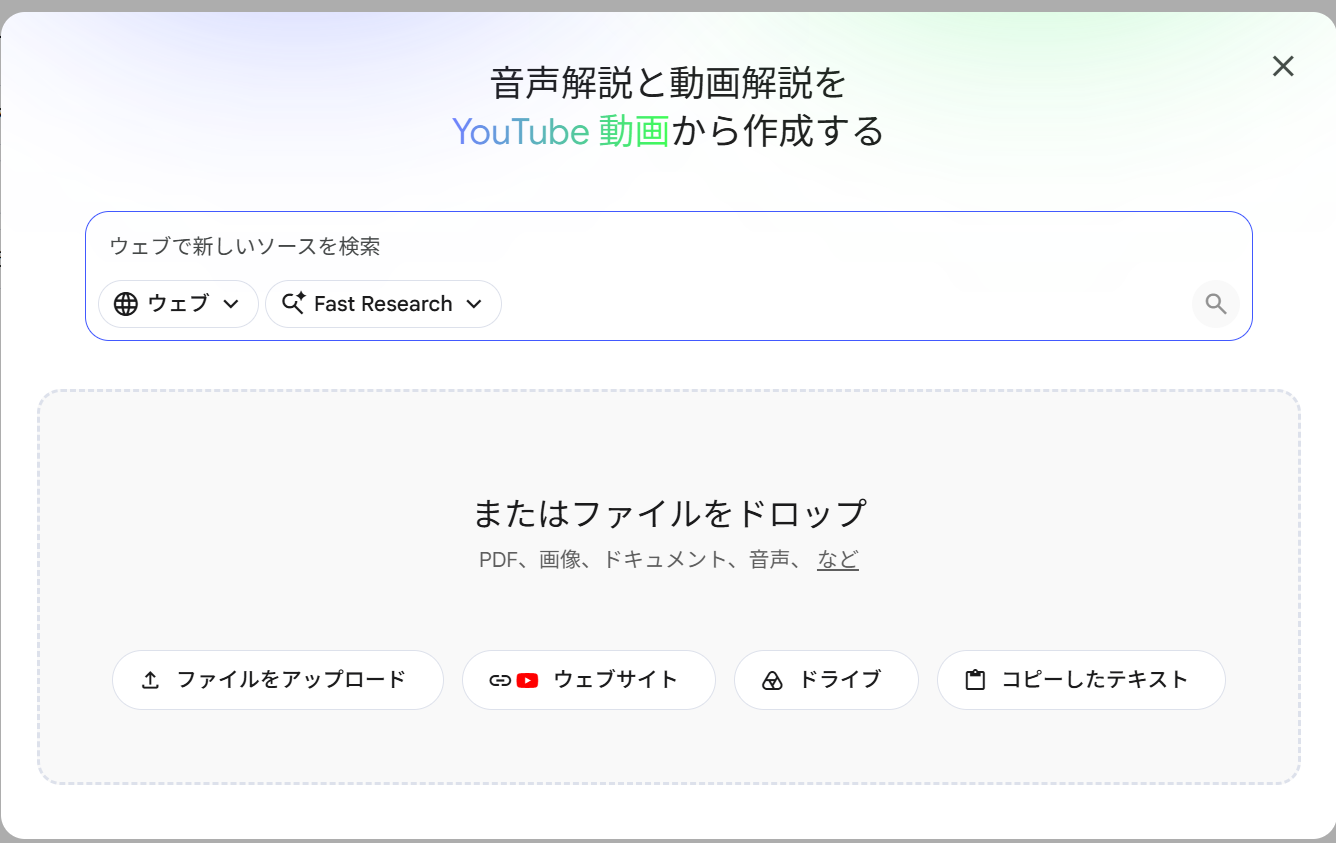 音声解説と動画解説を
YouTube 動画から作成する
ウェブで新しいソースを検索
ウェブ
Fast Research
またはファイルをドロップ
PDF、画像、ドキュメント、音声、 など
ファイルをアップロード
ウェブサイト
ドライブ
コピーしたテキスト